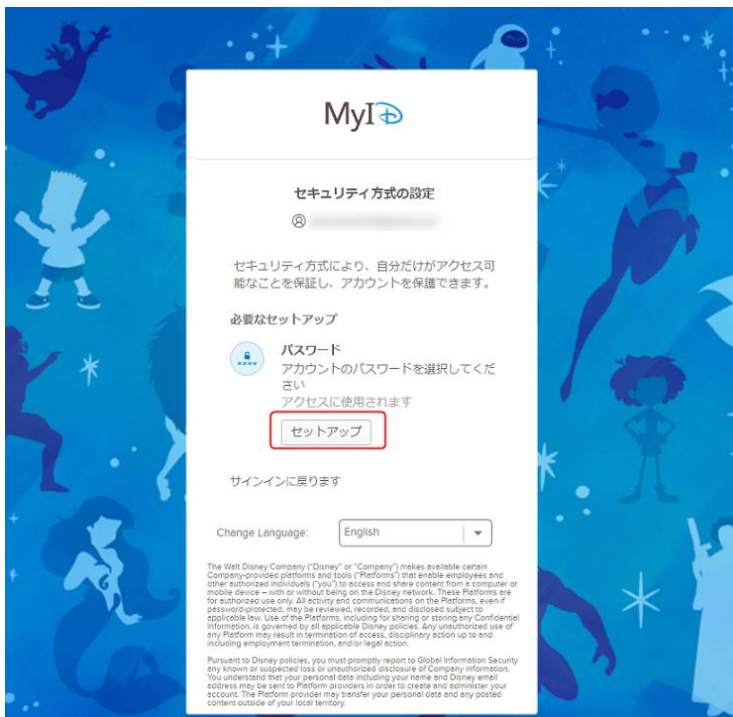 MyID
セキュリティ方式の設定
セキュリティ方式により、自分だけがアクセス可
能なことを保証し、アカウントを保護できます。
必要なセットアップ
パスワード
アカウントのパスワードを選択してくだ
さい
アクセスに使用されます
セットアップ
サインインに戻ります
Change Language:
English
The Walt Disney Company ("Disney" or "Company") makes available certain
Company-provided platforms and tools ("Platforms") that enable employees and
other authorized individuals ("you") to access and share content from a computer or
mobile device – with or without being on the Disney network. These Platforms are
for authorized use only. All activity and communications on the Platforms, even if
password-protected, may be reviewed, recorded, and disclosed subject to
applicable law. Use of the Platforms, including for sharing or storing any Confidential
Information, is governed by all applicable Disney policies. Any unauthorized use of
any Platform may result in termination of access, disciplinary action up to and
including employment termination, and/or legal action.
Pursuant to Disney policies, you must promptly report to Global Information Security
any known or suspected loss or unauthorized disclosure of Company information.
You understand that your personal data including your name and Disney email
address may be sent to Platform providers in order to create and administer your
account. The Platform provider may transfer your personal data and any posted
content outside of your local territory.